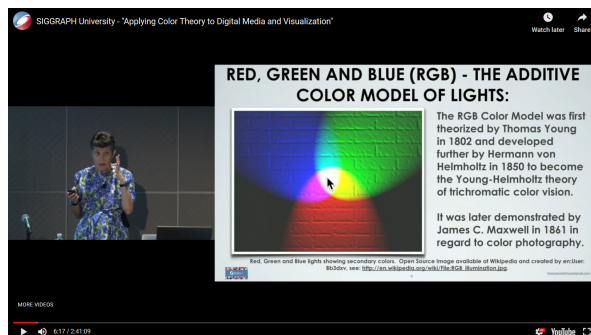 SIGGRAPH University - "Applying Color Theory to Digital Media and Visualization"
Watch later
Share
RED, GREEN AND BLUE (RGB) - THE ADDITIVE
COLOR MODEL OF LIGHTS:
The RGB Color Model was first
theorized by Thomas Young
in 1802 and developed
further by Hermann von
Helmholtz in 1850 to become
the Young-Helmholtz theory
of trichromatic color vision.
It was later demonstrated by
James C. Maxwell in 1861 in
regard to color photography.
Red, Green and Blue lights showing secondary colors. Open Source Image available at Wikipedia and created by en:User:
Bb3dxv, see: http://en.wikipedia.org/wiki/File:RGB_illumination.jpg.
MORE VIDEOS
6:17 / 2:41:09
YouTube